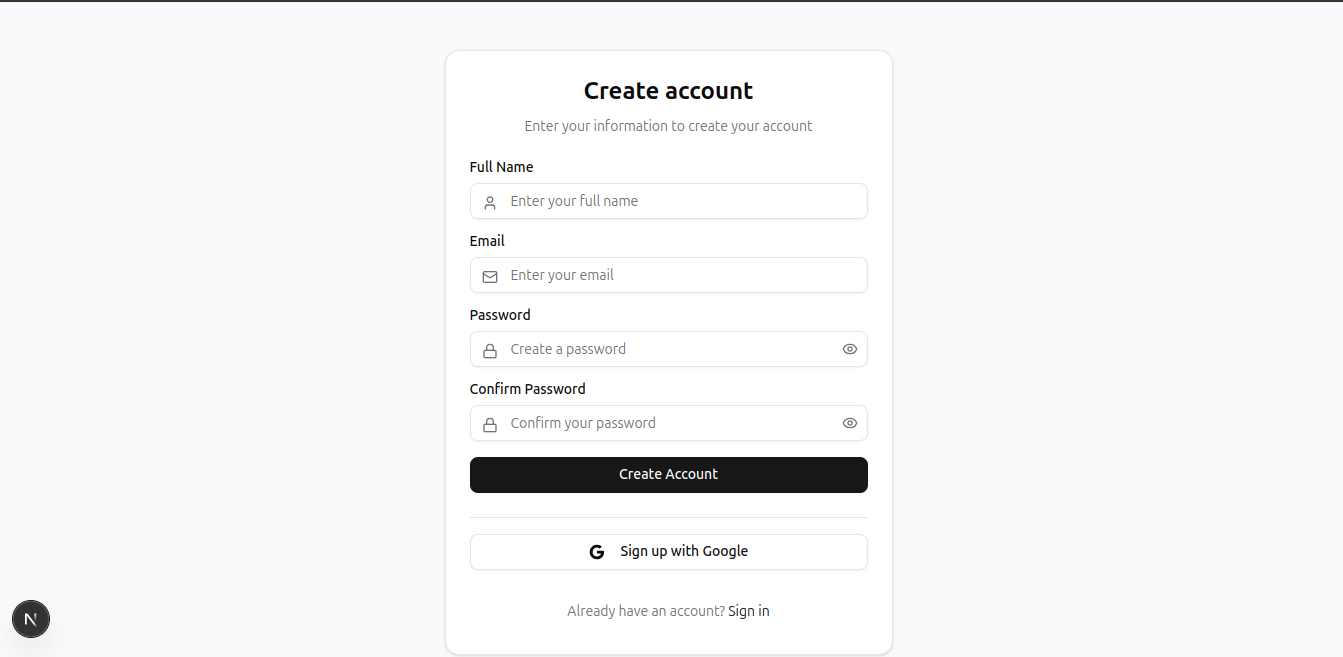 Create account
Enter your information to create your account
Full Name
Enter your full name
Email
Enter your email
Password
Create a password
Confirm Password
Confirm your password
Create Account
G Sign up with Google
Already have an account? Sign in
N